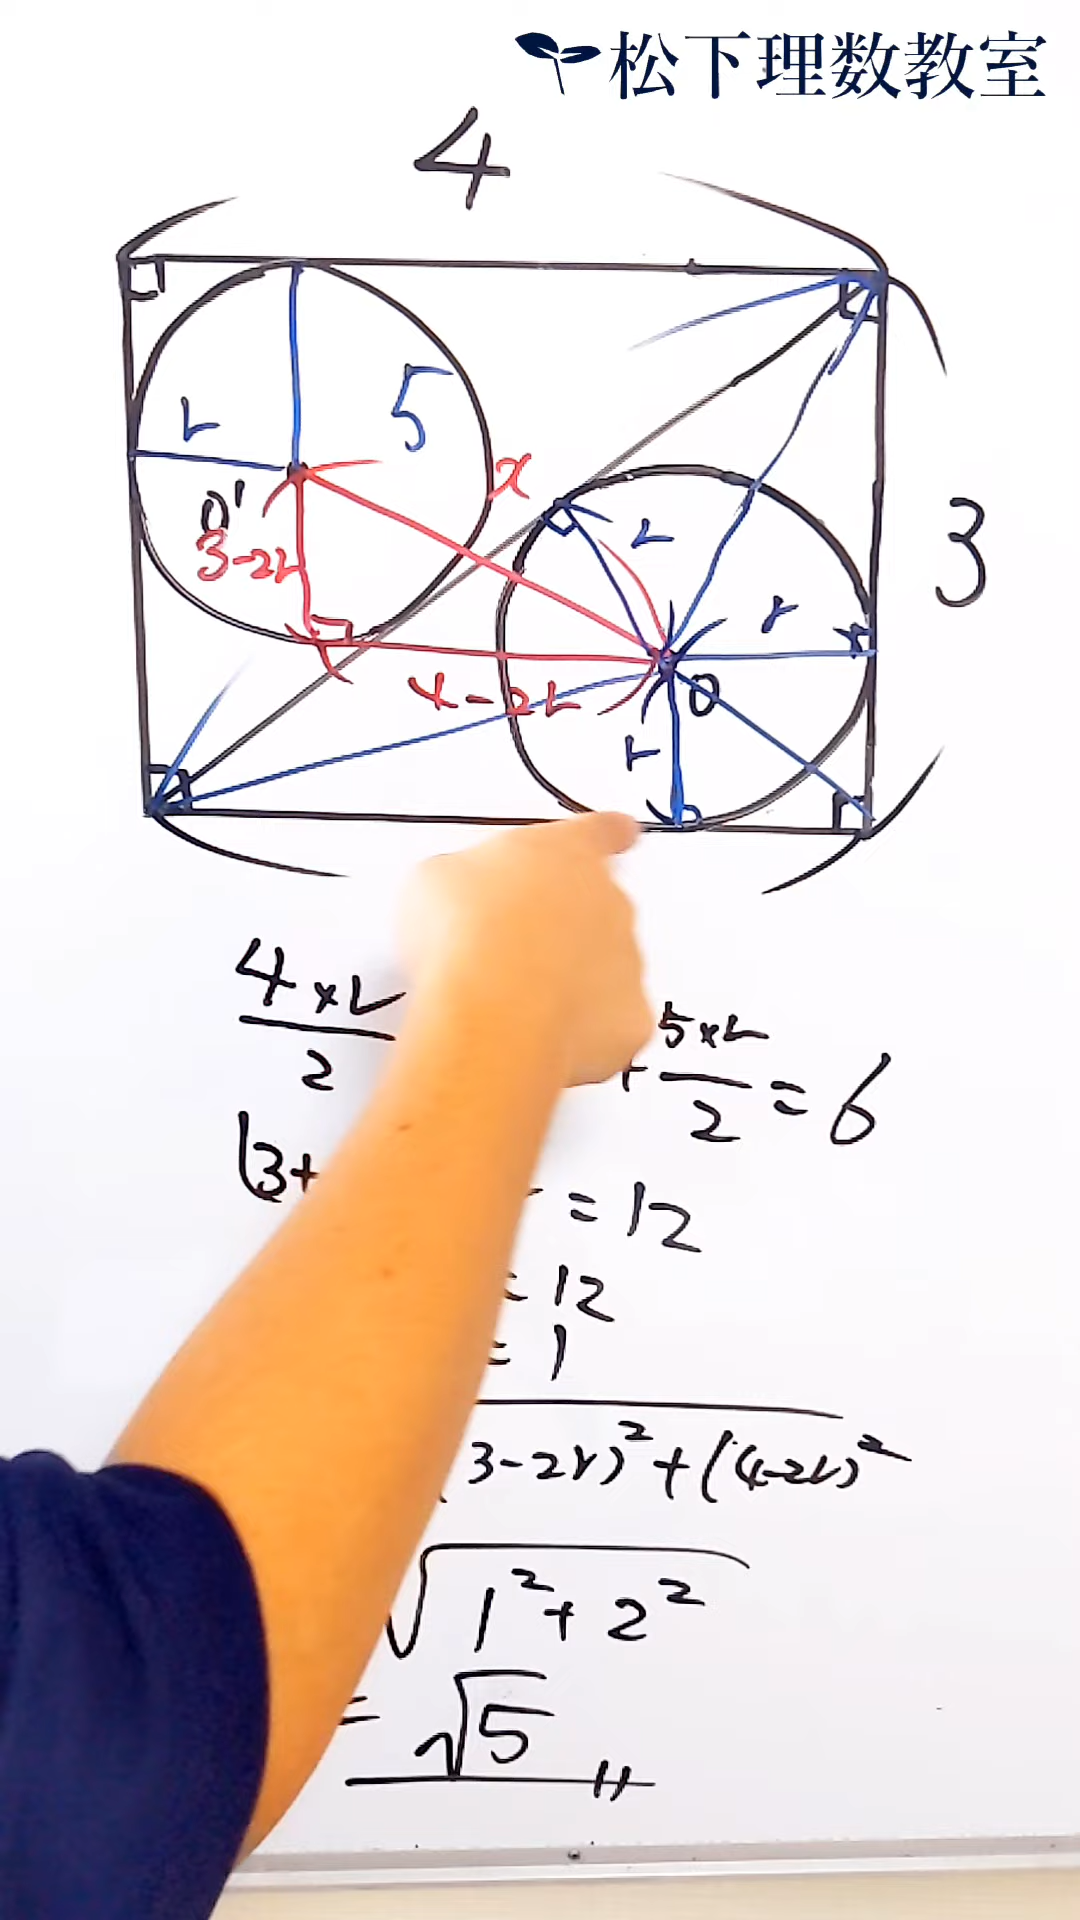 松下理数教室
4
r
5
x
O'
3-2r
r
r
3
4-2r
O
r
4×r
2
+ 5×r
2
= 6
(3+
= 12
= 12
= 1
3-2r)² + (4-2r)²
√1² + 2²
= √5